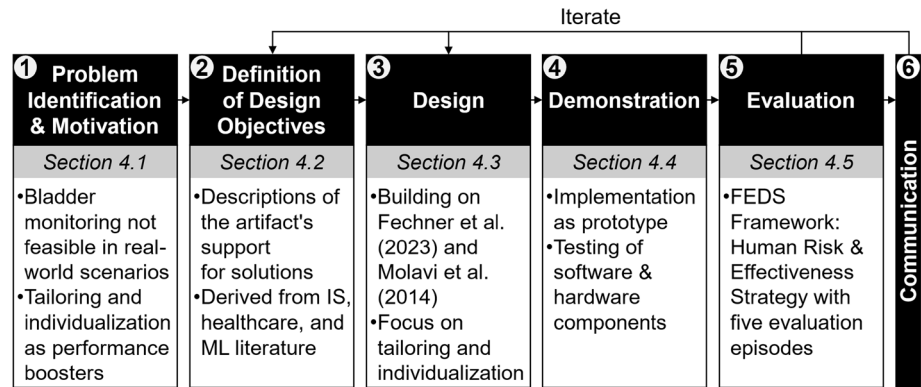 Iterate
1
Problem
Identification
& Motivation
Section 4.1
•Bladder
monitoring not
feasible in real-
world scenarios
•Tailoring and
individualization
as performance
boosters
2
Definition
of Design
Objectives
Section 4.2
•Descriptions of
the artifact's
support
for solutions
•Derived from IS,
healthcare, and
ML literature
3
Design
Section 4.3
•Building on
Fechner et al.
(2023) and
Molavi et al.
(2014)
•Focus on
tailoring and
individualization
4
Demonstration
Section 4.4
•Implementation
as prototype
•Testing of
software &
hardware
components
5
Evaluation
Section 4.5
•FEDS
Framework:
Human Risk &
Effectiveness
Strategy with
five evaluation
episodes
6
Communication